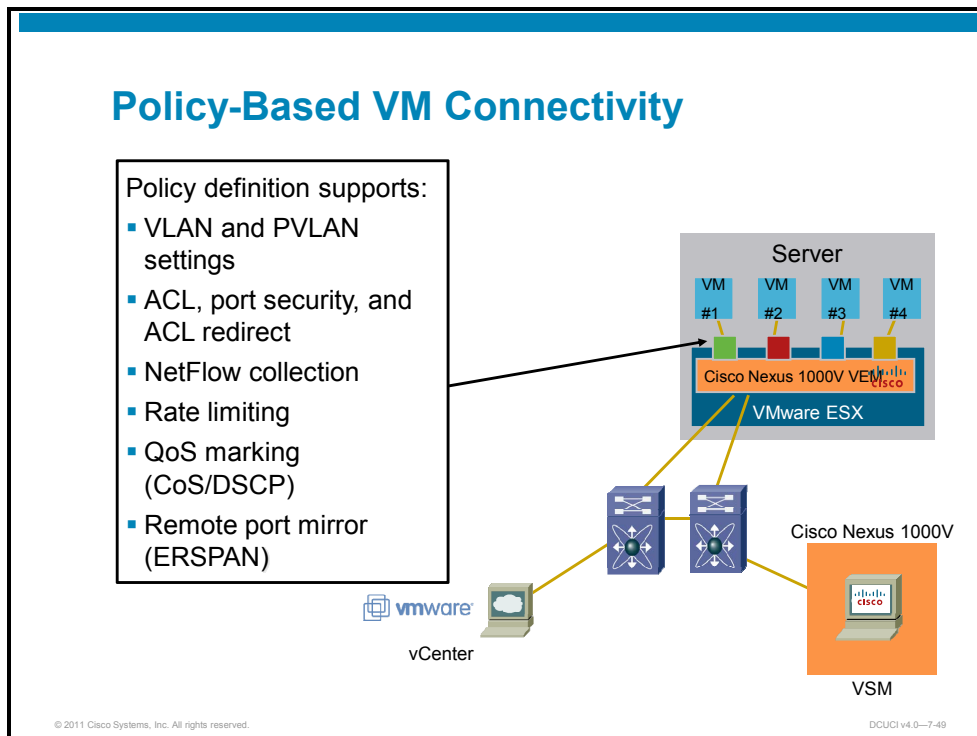 Policy-Based VM Connectivity
Policy definition supports:
▪ VLAN and PVLAN
settings
▪ ACL, port security, and
ACL redirect
▪ NetFlow collection
▪ Rate limiting
▪ QoS marking
(CoS/DSCP)
▪ Remote port mirror
(ERSPAN)
Server
VM
#1
VM
#2
VM
#3
VM
#4
Cisco Nexus 1000V VEM
cisco
VMware ESX
vmware
vCenter
Cisco Nexus 1000V
cisco
VSM
© 2011 Cisco Systems, Inc. All rights reserved.
DCUCI v4.0—7-49